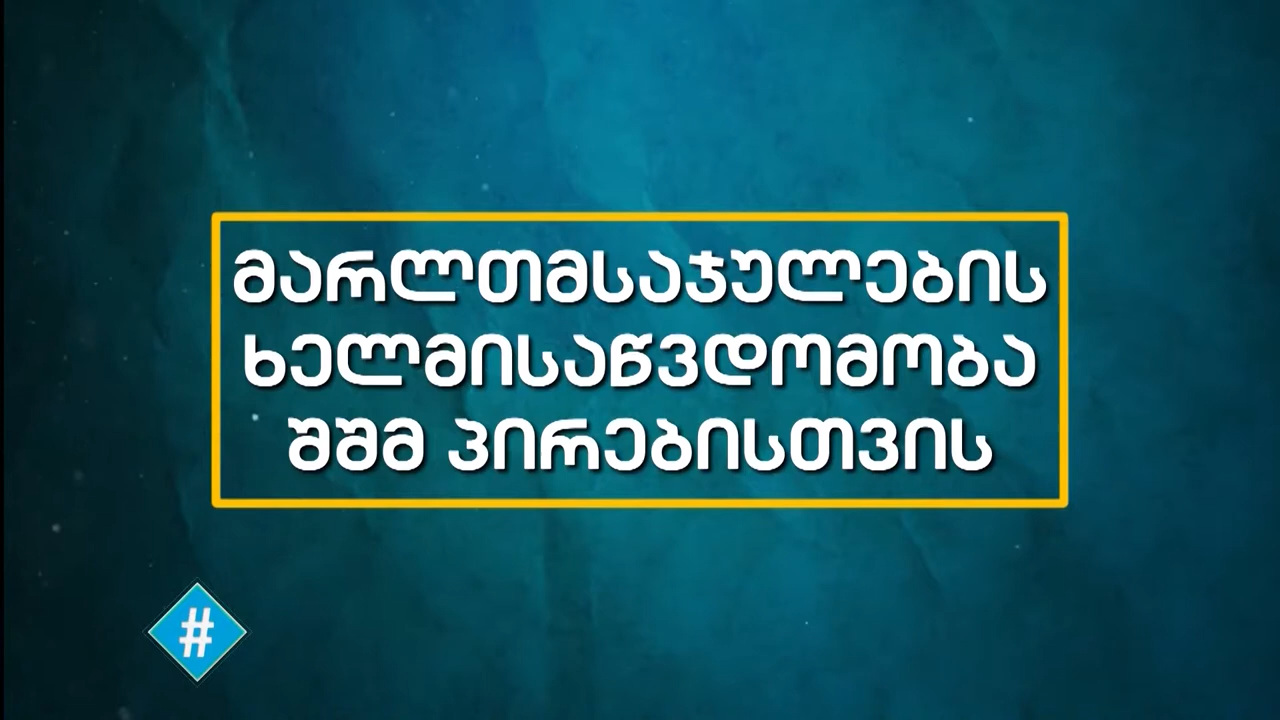 მართლმსაჯულების
ხელმისაწვდომობა
შშმ პირებისთვის
#